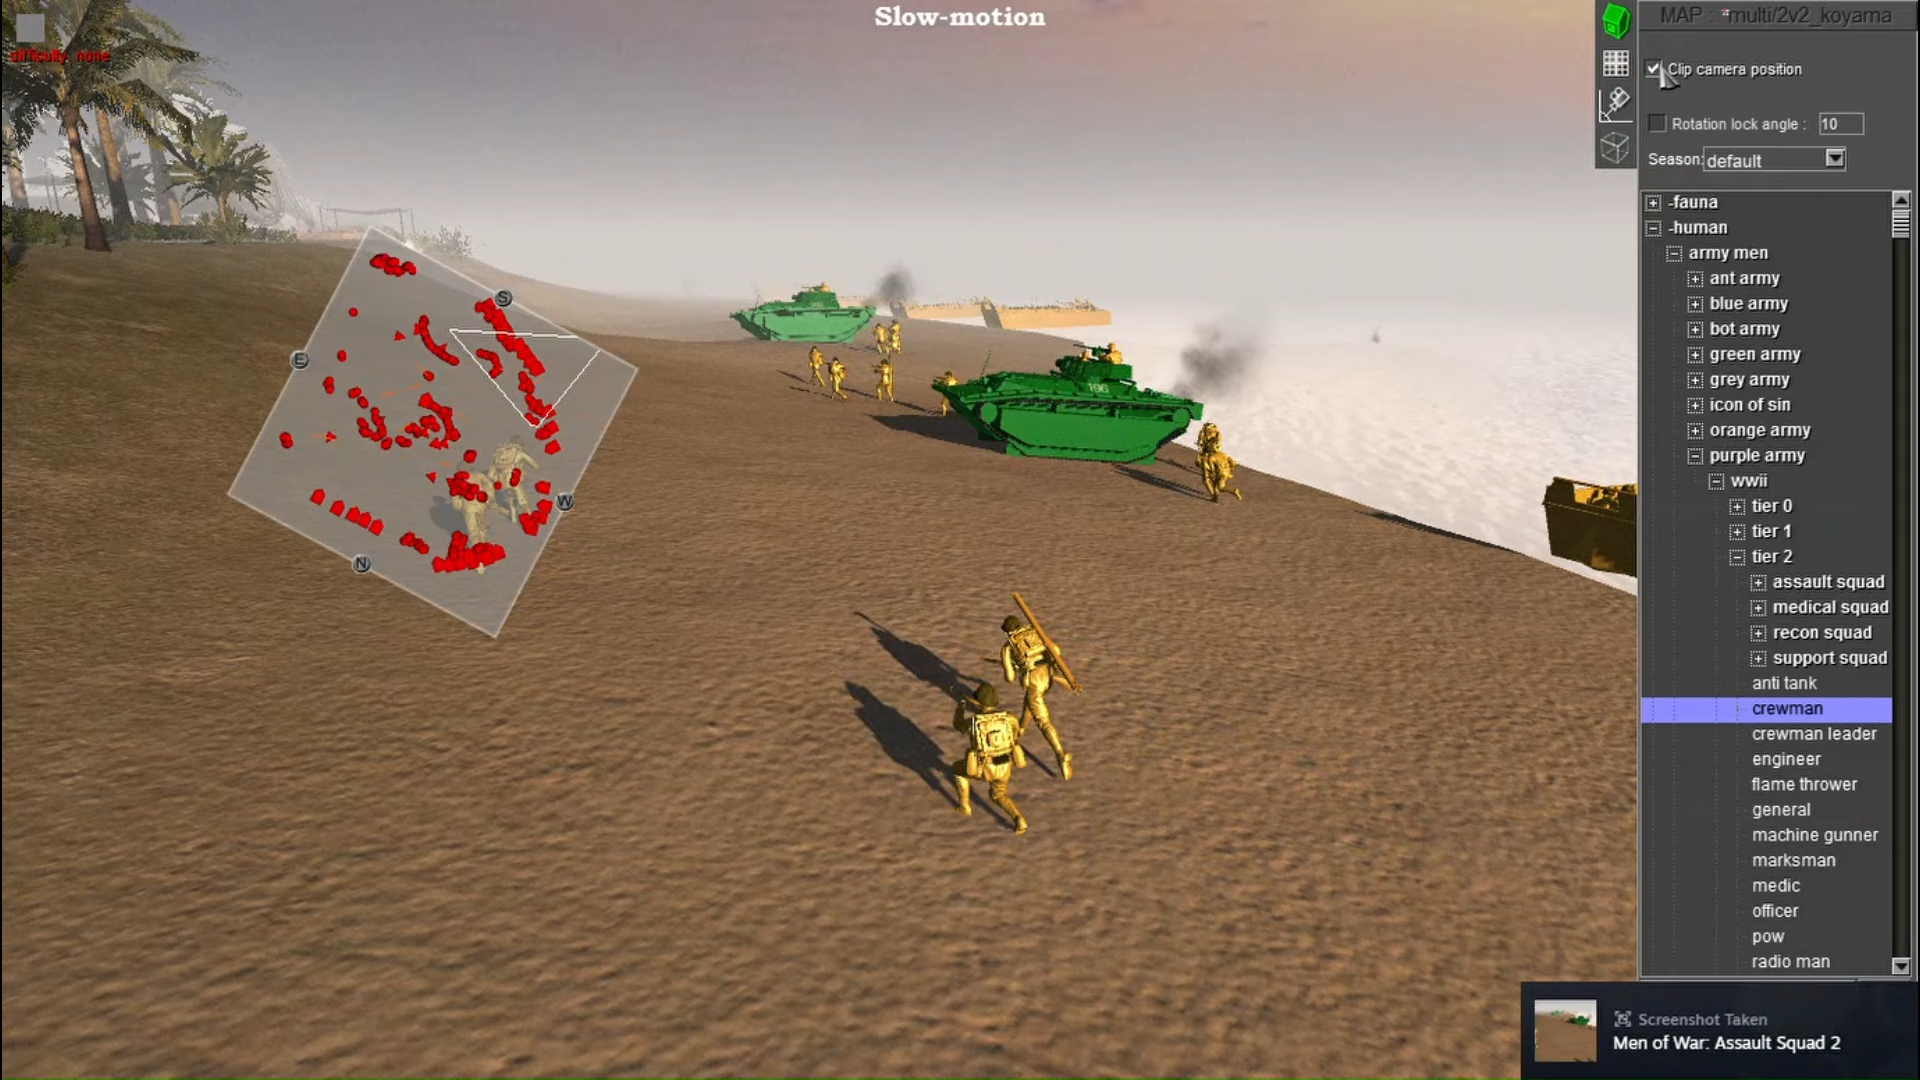 Slow-motion
difficulty: none
S
E
W
N
196
MAP : *multi/2v2_koyama
Clip camera position
Rotation lock angle : 10
Season: default
-fauna
-human
army men
ant army
blue army
bot army
green army
grey army
icon of sin
orange army
purple army
wwii
tier 0
tier 1
tier 2
assault squad
medical squad
recon squad
support squad
anti tank
crewman
crewman leader
engineer
flame thrower
general
machine gunner
marksman
medic
officer
pow
radio man
Screenshot Taken
Men of War: Assault Squad 2